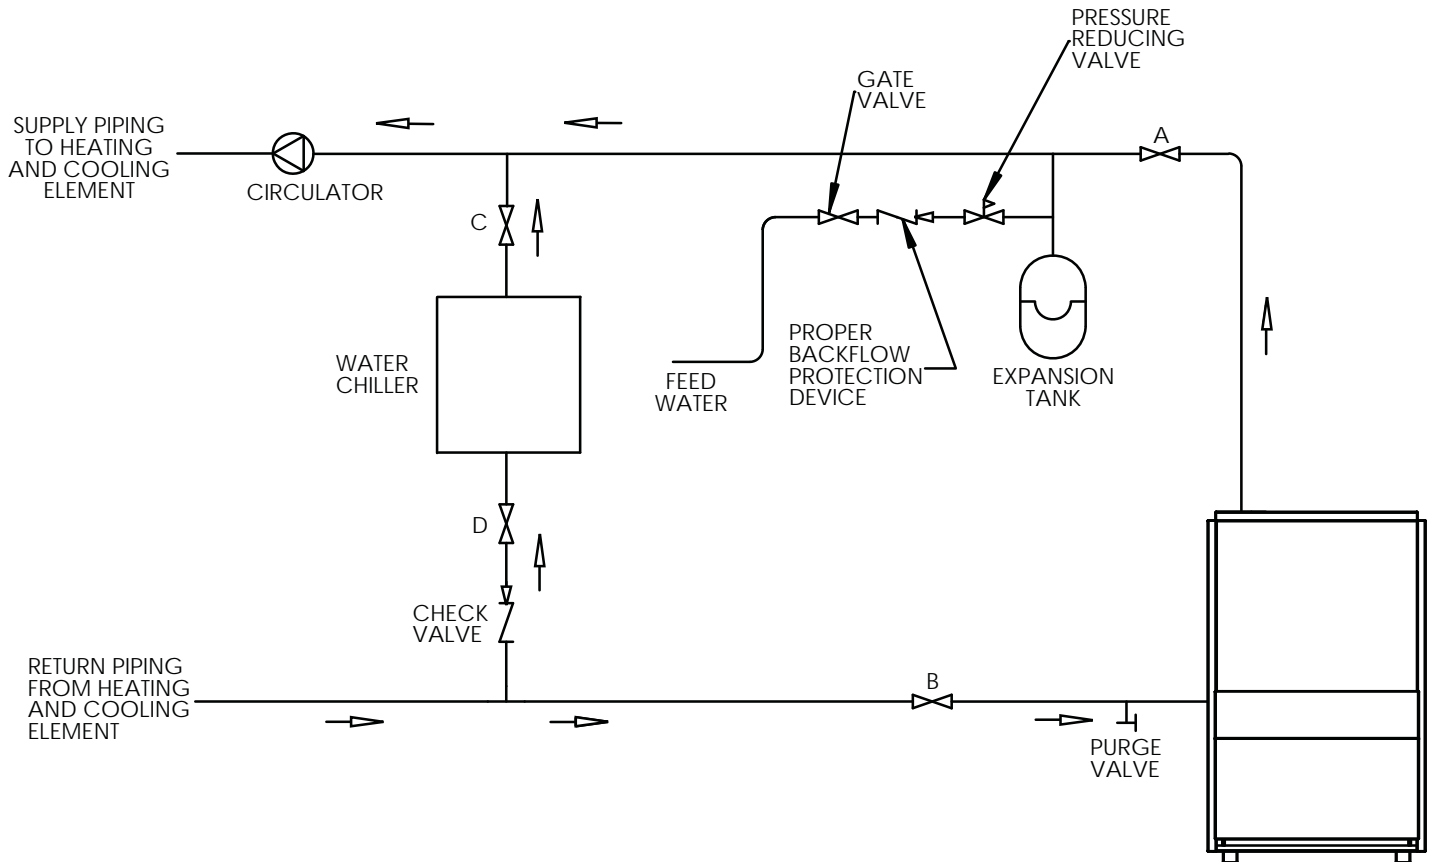 PRESSURE
REDUCING
VALVE
GATE
VALVE
SUPPLY PIPING
TO HEATING
AND COOLING
ELEMENT
CIRCULATOR
A
C
WATER
CHILLER
FEED
WATER
PROPER
BACKFLOW
PROTECTION
DEVICE
EXPANSION
TANK
D
CHECK
VALVE
RETURN PIPING
FROM HEATING
AND COOLING
ELEMENT
B
PURGE
VALVE